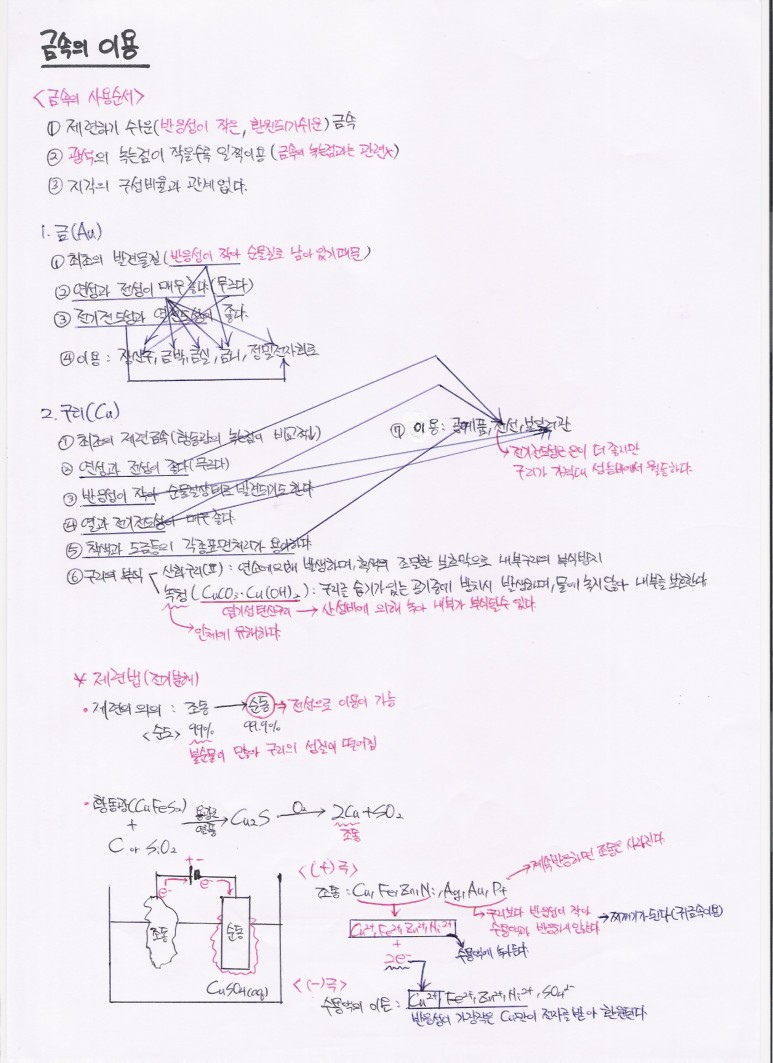 금속의 이용
<금속의 사용순서>
① 제련하기 쉬운(반응성이 작은, 환원되기쉬운) 금속
② 광석의 녹는점이 작을수록 일찍이용 (금속의 녹는점과는 관련x)
③ 지각의 구성비율과 관계없다.
1. 금(Au)
① 최초의 발견물질(반응성이 작아 순물질로 남아 있기때문)
② 연성과 전성이 매우 좋다.(무르다)
③ 전기전도성과 열전도성이 좋다.
④ 이용 : 장신구, 금박, 금실, 금니, 정밀전자회로
2. 구리(Cu)
① 최초의 제련금속(황동광의 녹는점이 비교적낮음)
② 연성과 전성이 좋다(무르다)
③ 반응성이 작아 순물질상태로 발견되기도 한다
④ 열과 전기전도성이 매우 좋다.
⑤ 착색과 도금등의 각종표면처리가 용이하다.
⑦ 이용 : 공예품, 전선, 보일러관
전기전도성은 은이 더 좋지만
구리가 가격대 성능비에서 월등하다.
⑥ 구리의 부식
산화구리(II) : 연소에의해 발생하며, 흑색의 조밀한 보호막으로 내부구리의 부식방지
녹청 ( CuCO₃·Cu(OH)₂ ) : 구리를 습기가있는 공기중에 방치시 발생하며, 물에 녹지않아 내부를 보호한다
염기성탄산구리 → 산성비에 의해 녹아 내부가 부식될수 있다.
인체에 유해하다.
* 제련법(전기분해)
• 제련의 의의 : 조동 → 순동 → 전선으로 이용이 가능
<순도> 99% 99.9%
불순물이 많아 구리의 성질이 떨어짐
• 황동광(CuFeS₂) 용광로 Cu₂S O₂ → 2Cu+SO₂
+ 조동
C or SiO₂
+ -
e⁻ e⁻
조동 순동
CuSO₄(aq)
<(+)극>
계속반응하면 조동은 사라진다.
조동 : Cu, Fe, Zn, Ni, Ag, Au, Pt
구리보다 반응성이 작아 → 찌꺼기가 된다(귀금속이용)
수용액과 반응하지 않는다
Cu²⁺, Fe²⁺, Zn²⁺, Ni²⁺
수용액에 녹아든다.
+
2e⁻
<(-)극>
수용액의 이온 : Cu²⁺ Fe²⁺, Zn²⁺, Ni²⁺, SO₄²⁻
반응성이 가장작은 Cu만이 전자를 받아 환원된다.